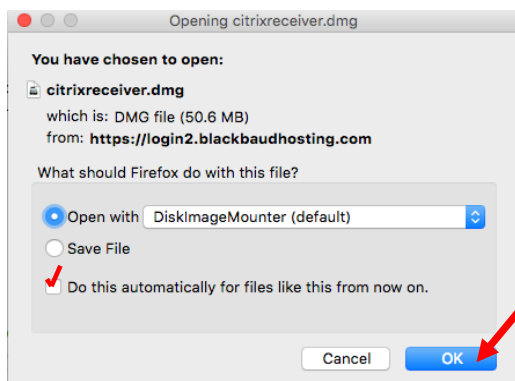 Opening citrixreceiver.dmg
You have chosen to open:
citrixreceiver.dmg
which is: DMG file (50.6 MB)
from: https://login2.blackbaudhosting.com
What should Firefox do with this file?
Open with DiskImageMounter (default)
Save File
Do this automatically for files like this from now on.
Cancel OK